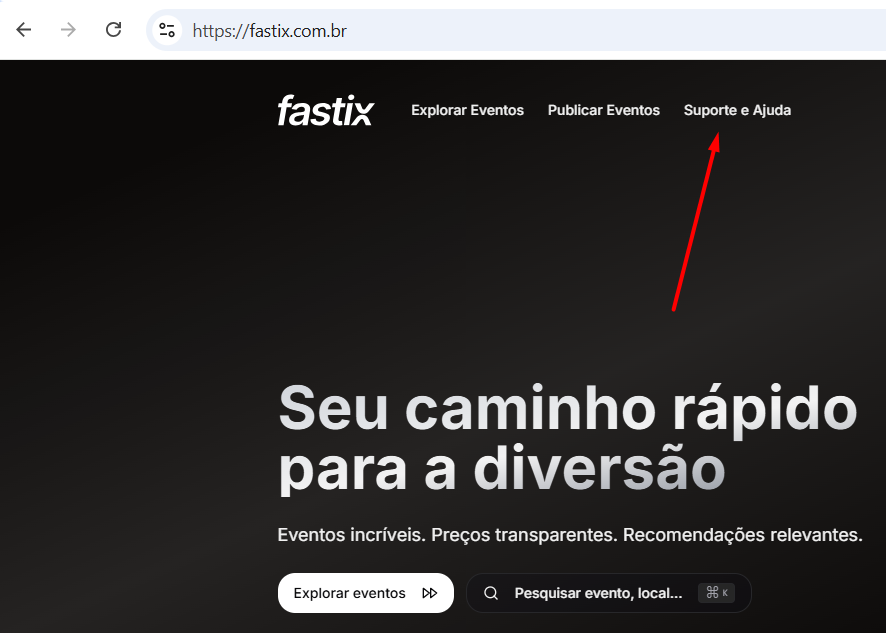 https://fastix.com.br
fastix Explorar Eventos Publicar Eventos Suporte e Ajuda
Seu caminho rápido
para a diversão
Eventos incríveis. Preços transparentes. Recomendações relevantes.
Explorar eventos Pesquisar evento, local... ⌘ K